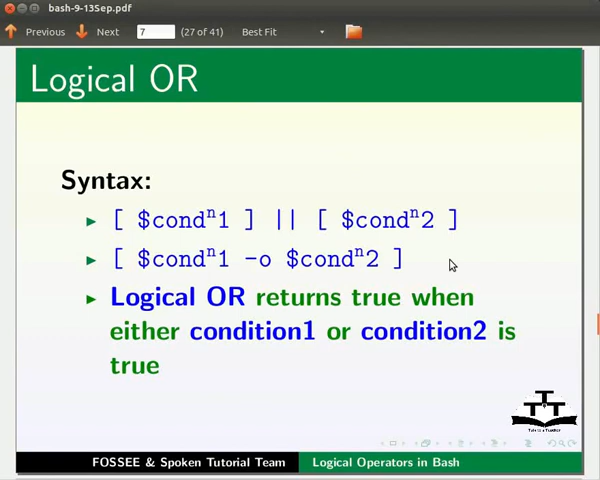 bash-9-13Sep.pdf
Previous Next 7 (27 of 41) Best Fit
Logical OR
Syntax:
[ $condⁿ1 ] || [ $condⁿ2 ]
[ $condⁿ1 -o $condⁿ2 ]
Logical OR returns true when
either condition1 or condition2 is
true
FOSSEE & Spoken Tutorial Team Logical Operators in Bash